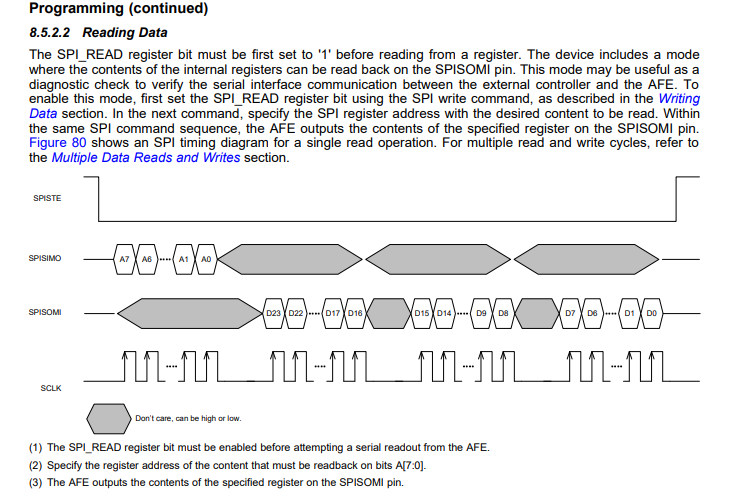 Programming (continued)
8.5.2.2 Reading Data
The SPI_READ register bit must be first set to '1' before reading from a register. The device includes a mode
where the contents of the internal registers can be read back on the SPISOMI pin. This mode may be useful as a
diagnostic check to verify the serial interface communication between the external controller and the AFE. To
enable this mode, first set the SPI_READ register bit using the SPI write command, as described in the Writing
Data section. In the next command, specify the SPI register address with the desired content to be read. Within
the same SPI command sequence, the AFE outputs the contents of the specified register on the SPISOMI pin.
Figure 80 shows an SPI timing diagram for a single read operation. For multiple read and write cycles, refer to
the Multiple Data Reads and Writes section.
SPISTE
SPISIMO A7 A6 A1 A0
SPISOMI D23 D22 D17 D16 D15 D14 D9 D8 D7 D6 D1 D0
SCLK
Don't care, can be high or low.
(1) The SPI_READ register bit must be enabled before attempting a serial readout from the AFE.
(2) Specify the register address of the content that must be readback on bits A[7:0].
(3) The AFE outputs the contents of the specified register on the SPISOMI pin.